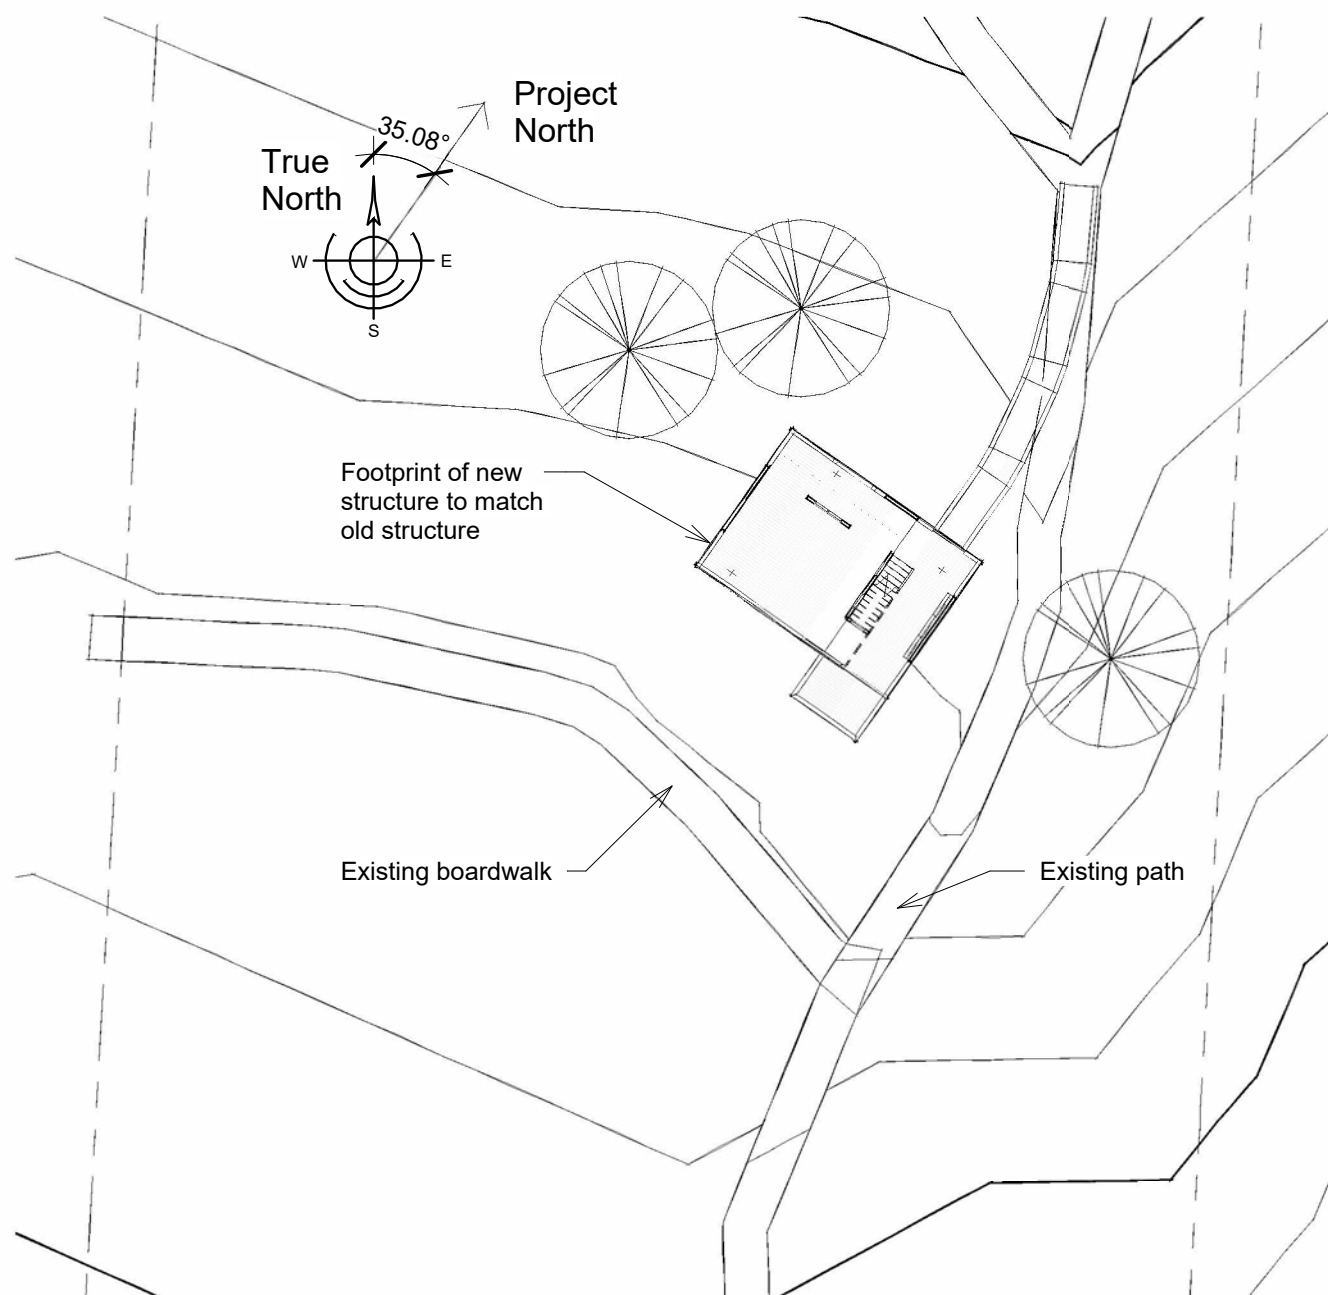 Project
North
35.08°
True
North
W
E
S
Footprint of new
structure to match
old structure
Existing boardwalk
Existing path